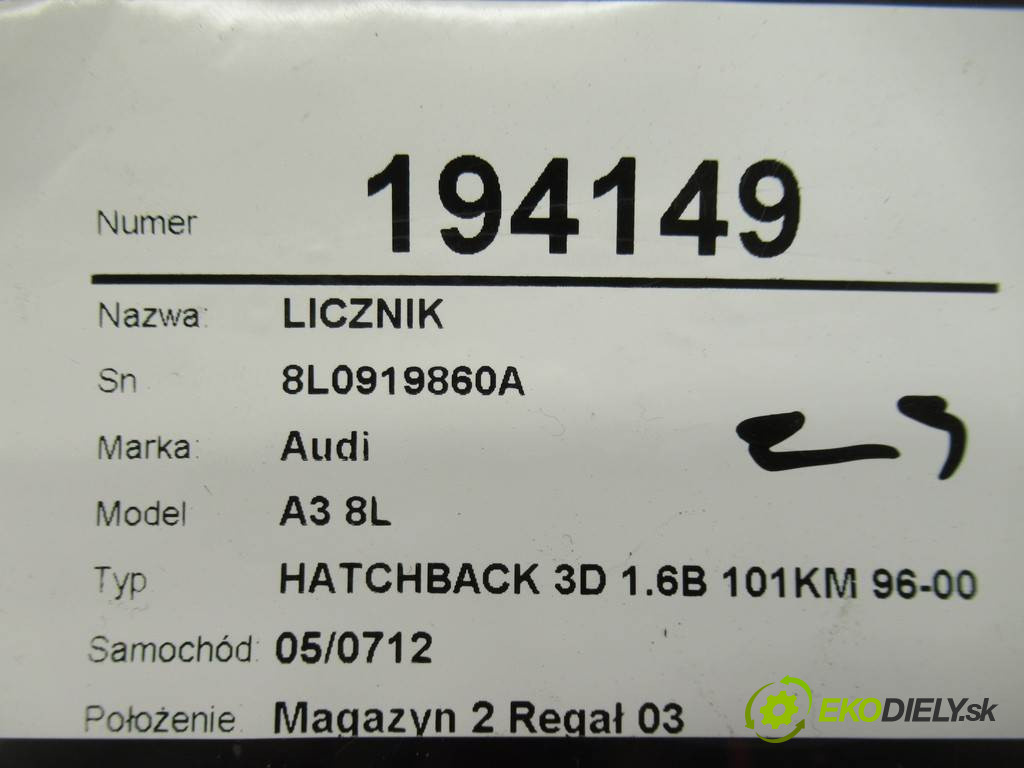 Numer 194149
Nazwa: LICZNIK
Sn 8L0919860A
Marka: Audi
Model A3 8L
Typ HATCHBACK 3D 1.6B 101KM 96-00
Samochód: 05/0712
Położenie: Magazyn 2 Regał 03
EKODIELY.sk